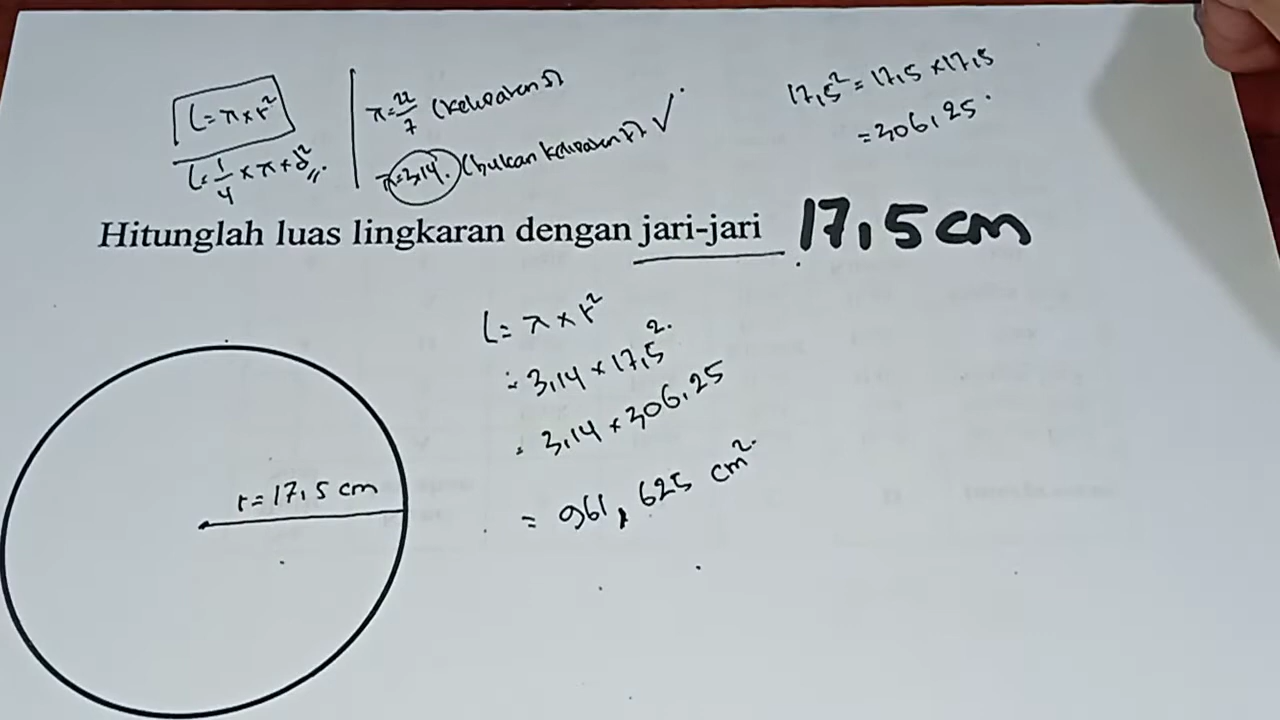 L = π × r²
L = 1/4 × π × d²
π = 22/7 (kelipatan 7)
π = 3,14. (bukan kelipatan 7) ✓
17,5² = 17,5 × 17,5
= 306,25
Hitunglah luas lingkaran dengan jari-jari 17,5 cm
L = π × r²
= 3,14 × 17,5²
= 3,14 × 306,25
= 961,625 cm²
r = 17,5 cm